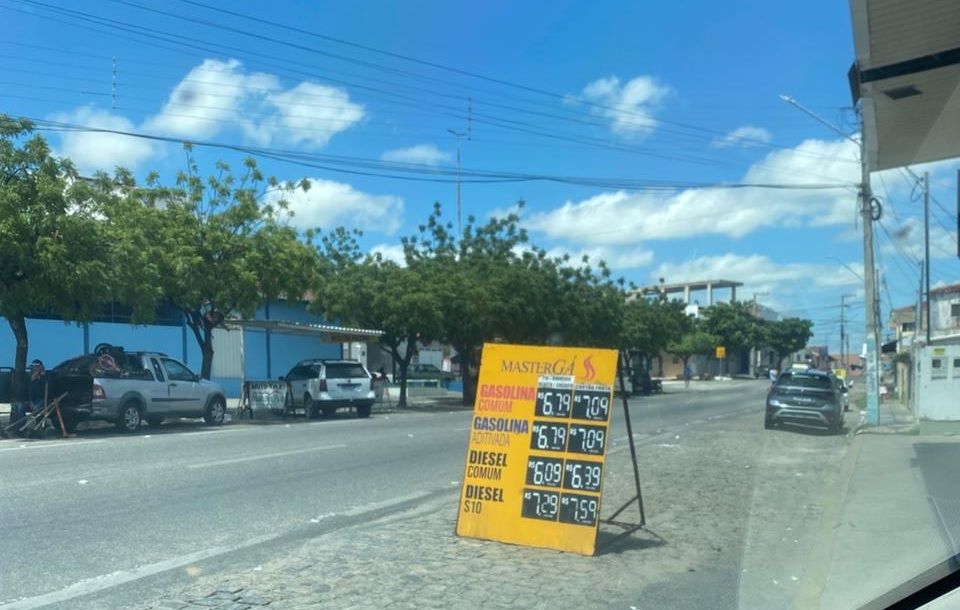 MASTERGÁ
GASOLINA
COMUM
R$ 6.79 R$ 7.09
GASOLINA
ADITIVADA
R$ 6.79 R$ 7.09
DIESEL
COMUM
R$ 6.09 R$ 6.39
DIESEL
S10
R$ 7.29 R$ 7.59